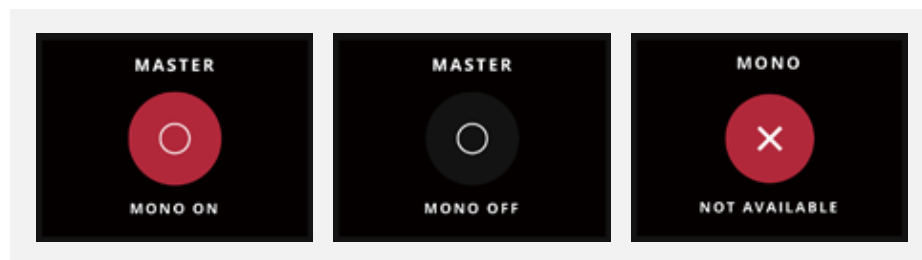 MASTER
MONO ON
MASTER
MONO OFF
MONO
NOT AVAILABLE